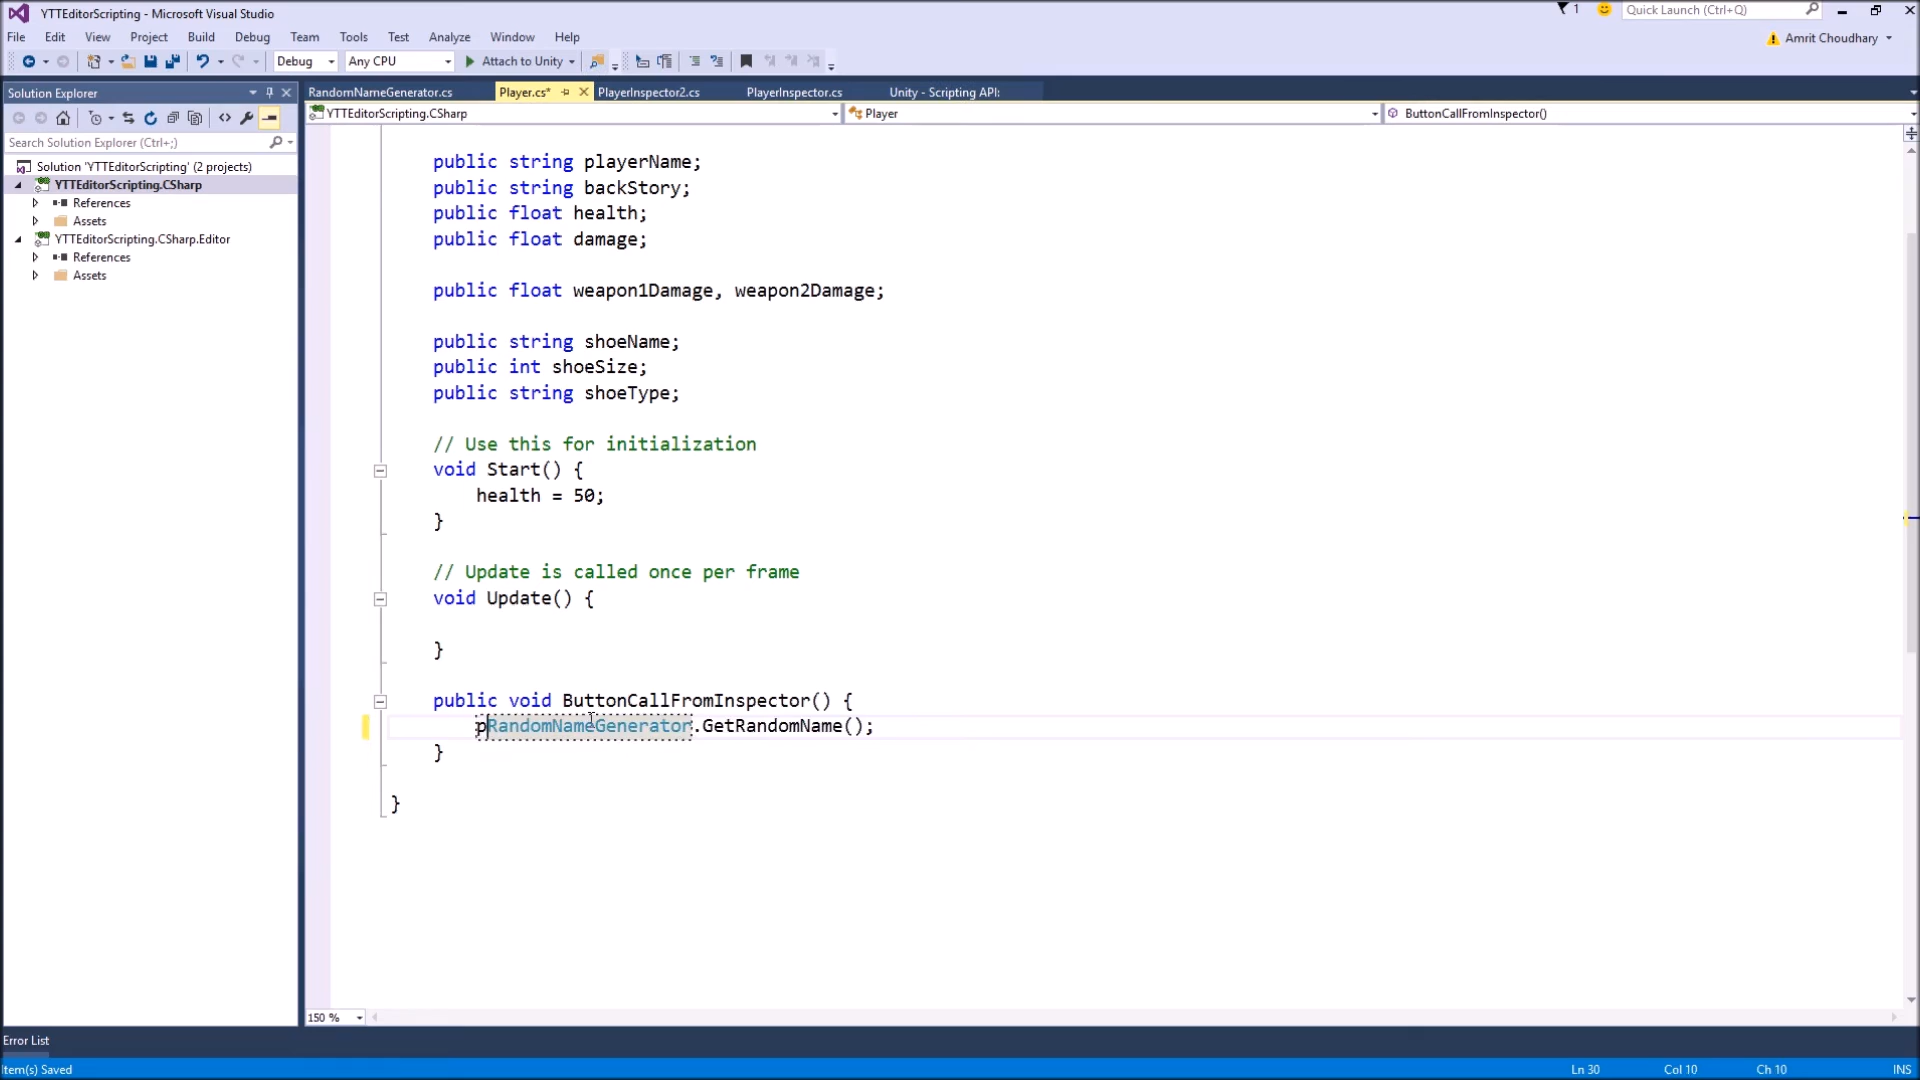 YTTEditorScripting - Microsoft Visual Studio
1
Quick Launch (Ctrl+Q)
File Edit View Project Build Debug Team Tools Test Analyze Window Help
Amrit Choudhary
Debug Any CPU Attach to Unity
Solution Explorer
RandomNameGenerator.cs Player.cs* PlayerInspector2.cs PlayerInspector.cs Unity - Scripting API:
YTTEditorScripting.CSharp Player ButtonCallFromInspector()
Search Solution Explorer (Ctrl+;)
Solution 'YTTEditorScripting' (2 projects)
YTTEditorScripting.CSharp
References
Assets
YTTEditorScripting.CSharp.Editor
References
Assets
public string playerName;
public string backStory;
public float health;
public float damage;
public float weapon1Damage, weapon2Damage;
public string shoeName;
public int shoeSize;
public string shoeType;
// Use this for initialization
void Start() {
health = 50;
}
// Update is called once per frame
void Update() {
}
public void ButtonCallFromInspector() {
pRandomNameGenerator.GetRandomName();
}
}
150 %
Error List
Item(s) Saved Ln 30 Col 10 Ch 10 INS